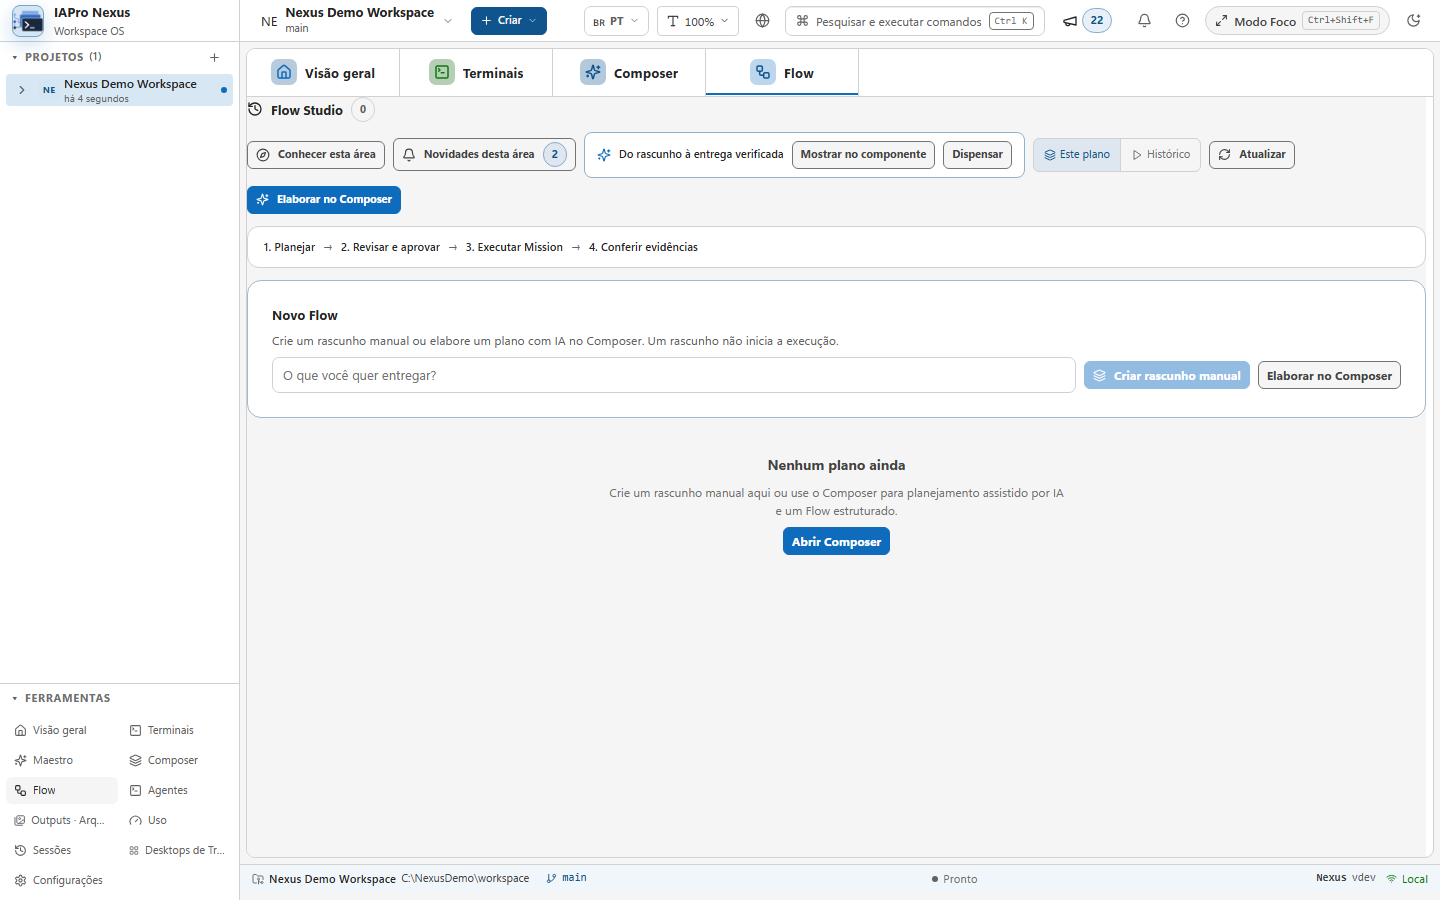 IAPro Nexus
Workspace OS
NE
Nexus Demo Workspace
main
Criar
BR PT
100%
Pesquisar e executar comandos
Ctrl K
22
Modo Foco
Ctrl+Shift+F
PROJETOS (1)
NE
Nexus Demo Workspace
há 4 segundos
Visão geral
Terminais
Composer
Flow
Flow Studio
0
Conhecer esta área
Novidades desta área
2
Do rascunho à entrega verificada
Mostrar no componente
Dispensar
Este plano
Histórico
Atualizar
Elaborar no Composer
1. Planejar → 2. Revisar e aprovar → 3. Executar Mission → 4. Conferir evidências
Novo Flow
Crie um rascunho manual ou elabore um plano com IA no Composer. Um rascunho não inicia a execução.
O que você quer entregar?
Criar rascunho manual
Elaborar no Composer
Nenhum plano ainda
Crie um rascunho manual aqui ou use o Composer para planejamento assistido por IA
e um Flow estruturado.
Abrir Composer
FERRAMENTAS
Visão geral
Terminais
Maestro
Composer
Flow
Agentes
Outputs · Arq...
Uso
Sessões
Desktops de Tr...
Configurações
Nexus Demo Workspace C:\NexusDemo\workspace
main
Pronto
Nexus vdev
Local